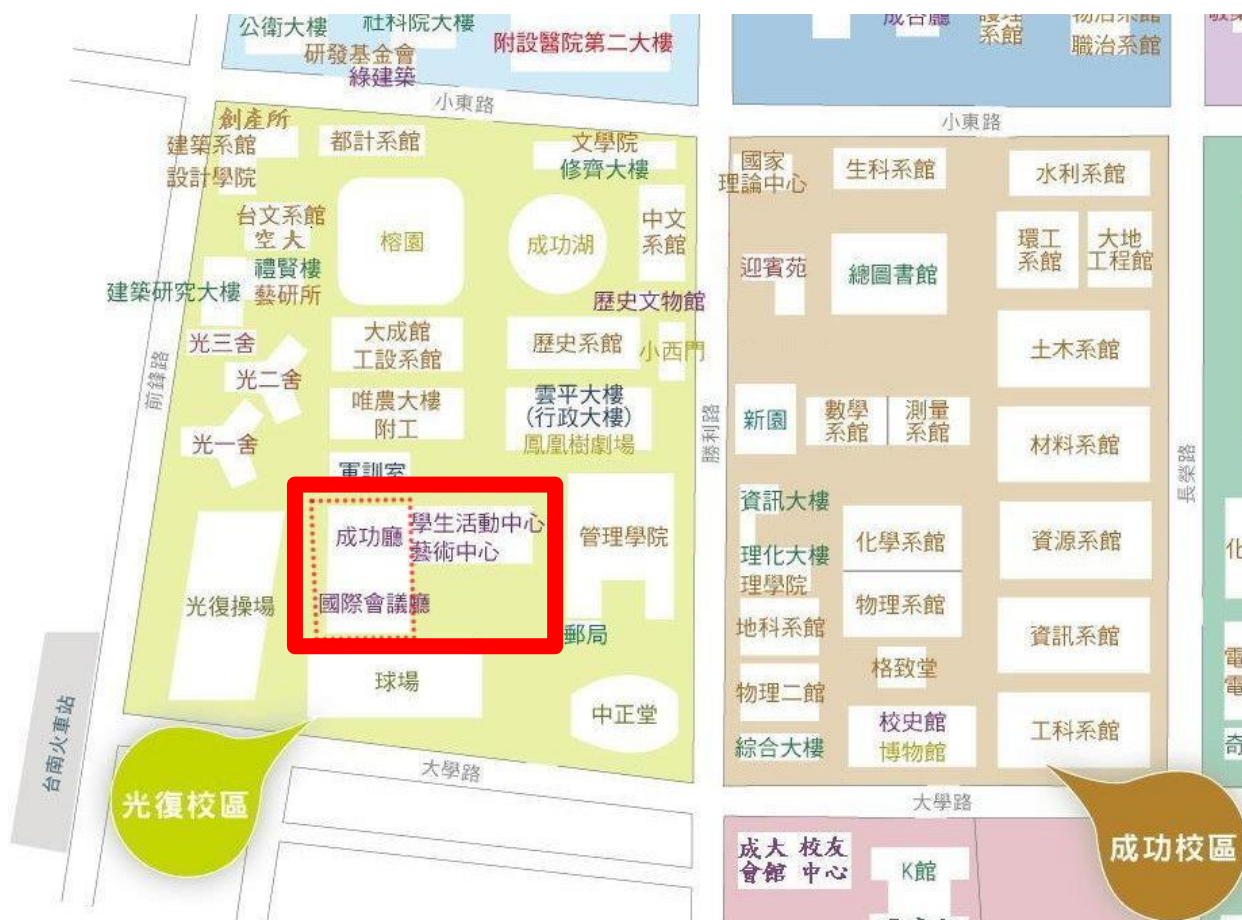 公衛大樓
社科院大樓
研發基金會
綠建築
附設醫院第二大樓
成杏廳
護理
系館
物治系館
職治系館
小東路
小東路
創產所
建築系館
設計學院
都計系館
文學院
修齊大樓
台文系館
空大
禮賢樓
藝研所
建築研究大樓
榕園
成功湖
中文
系館
歷史文物館
光三舍
光二舍
光一舍
大成館
工設系館
歷史系館
小西門
前鋒路
唯農大樓
附工
雲平大樓
(行政大樓)
鳳凰樹劇場
軍訓室
成功廳
學生活動中心
藝術中心
國際會議廳
管理學院
光復操場
郵局
球場
中正堂
台南火車站
光復校區
大學路
勝利路
國家
理論中心
生科系館
水利系館
迎賓苑
總圖書館
環工
系館
大地
工程館
土木系館
新園
數學
系館
測量
系館
材料系館
長榮路
資訊大樓
理化大樓
理學院
化學系館
資源系館
地科系館
物理系館
資訊系館
格致堂
物理二館
校史館
博物館
綜合大樓
工科系館
大學路
成功校區
成大 校友
會館 中心
K館
化
電
電
奇